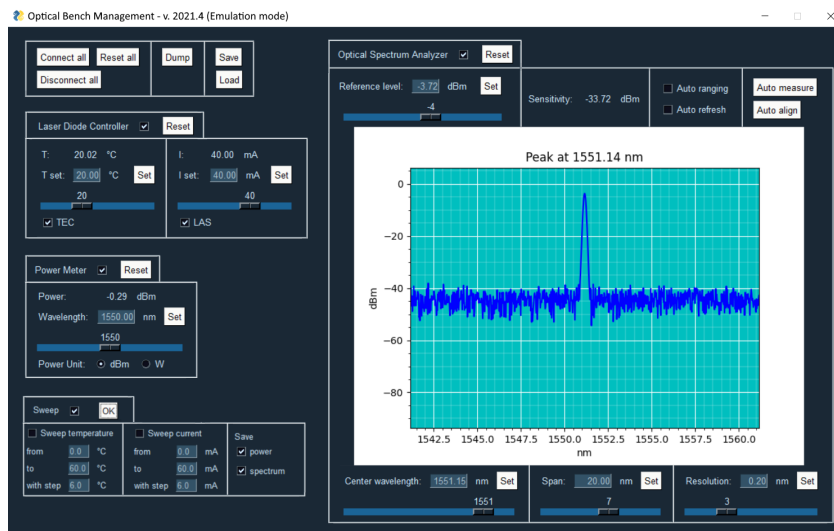 Optical Bench Management - v. 2021.4 (Emulation mode)
Connect all Reset all Dump Save
Disconnect all Load
Laser Diode Controller Reset
T: 20.02 °C I: 40.00 mA
T set: 20.00 °C Set I set: 40.00 mA Set
20 40
TEC LAS
Power Meter Reset
Power: -0.29 dBm
Wavelength: 1550.00 nm Set
1550
Power Unit: dBm W
Sweep OK
Sweep temperature Sweep current Save
from 0.0 °C from 0.0 mA power
to 60.0 °C to 60.0 mA spectrum
with step 6.0 °C with step 6.0 mA
Optical Spectrum Analyzer Reset
Reference level: -3.72 dBm Set
-4
Sensitivity: -33.72 dBm
Auto ranging
Auto refresh
Auto measure
Auto align
Peak at 1551.14 nm
0
−20
−40
−60
−80
dBm
1542.5 1545.0 1547.5 1550.0 1552.5 1555.0 1557.5 1560.0
nm
Center wavelength: 1551.15 nm Set Span: 20.00 nm Set Resolution: 0.20 nm Set
1551 7 3